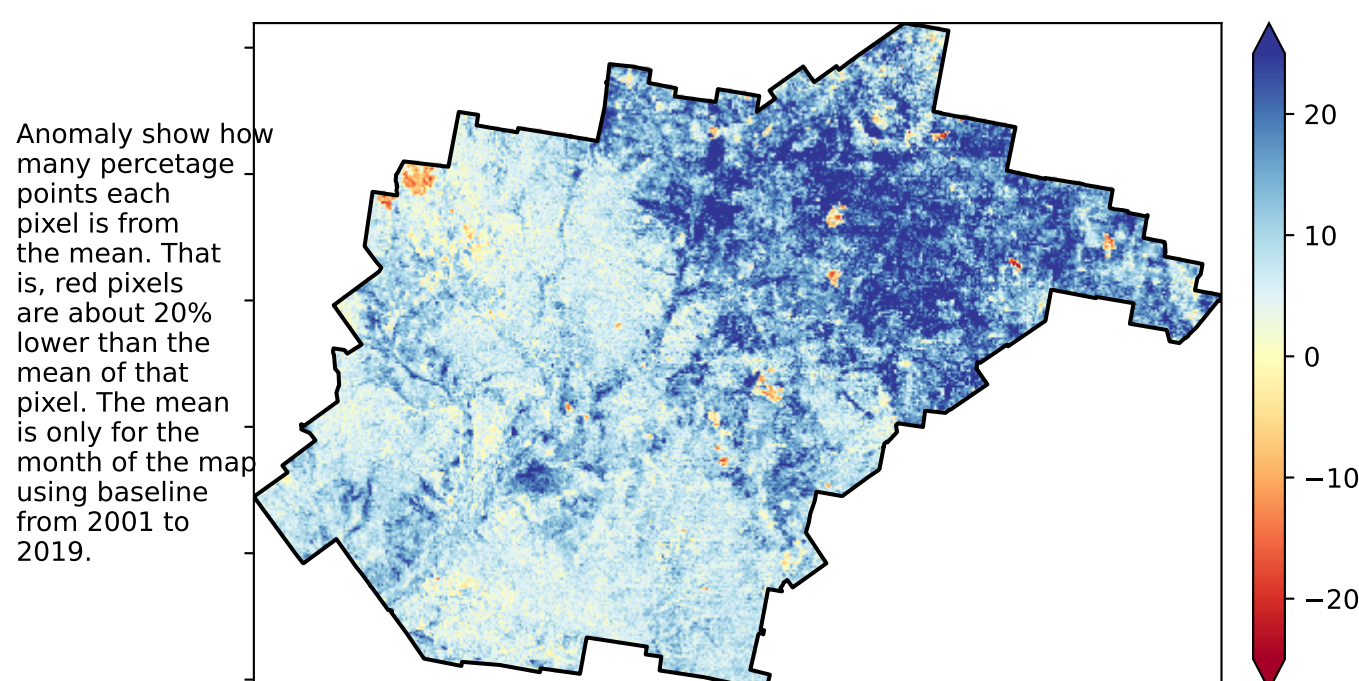 Anomaly show how
many percetage
points each
pixel is from
the mean. That
is, red pixels
are about 20%
lower than the
mean of that
pixel. The mean
is only for the
month of the map
using baseline
from 2001 to
2019.
20
10
0
−10
−20